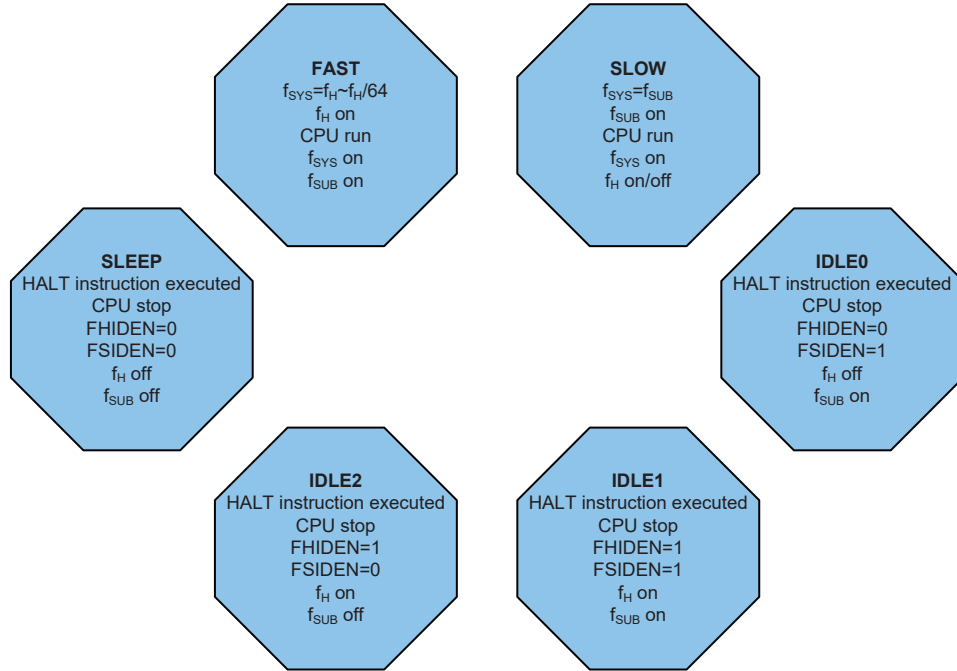 FAST
fSYS=fH~fH/64
fH on
CPU run
fSYS on
fSUB on
SLOW
fSYS=fSUB
fSUB on
CPU run
fSYS on
fH on/off
SLEEP
HALT instruction executed
CPU stop
FHIDEN=0
FSIDEN=0
fH off
fSUB off
IDLE0
HALT instruction executed
CPU stop
FHIDEN=0
FSIDEN=1
fH off
fSUB on
IDLE2
HALT instruction executed
CPU stop
FHIDEN=1
FSIDEN=0
fH on
fSUB off
IDLE1
HALT instruction executed
CPU stop
FHIDEN=1
FSIDEN=1
fH on
fSUB on